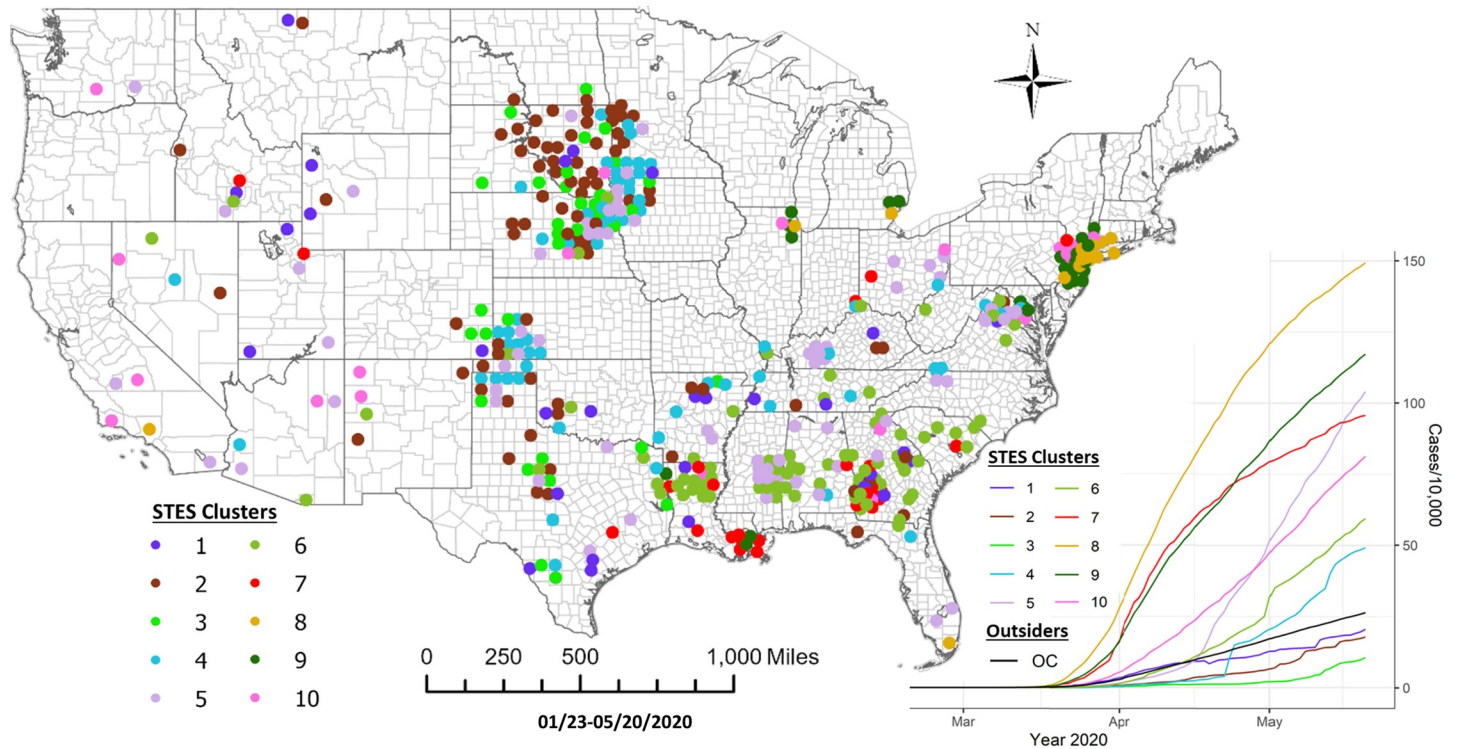 N
STES Clusters
1 6
2 7
3 8
4 9
5 10
0 250 500 1,000 Miles
01/23-05/20/2020
STES Clusters
1 6
2 7
3 8
4 9
5 10
Outsiders
OC
150
100
50
0
Cases/10,000
Mar Apr May
Year 2020